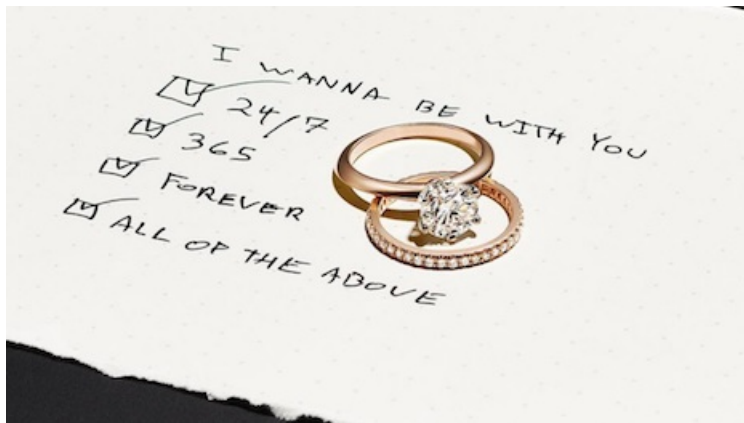 I WANNA BE WITH YOU
24/7
365
FOREVER
ALL OF THE ABOVE